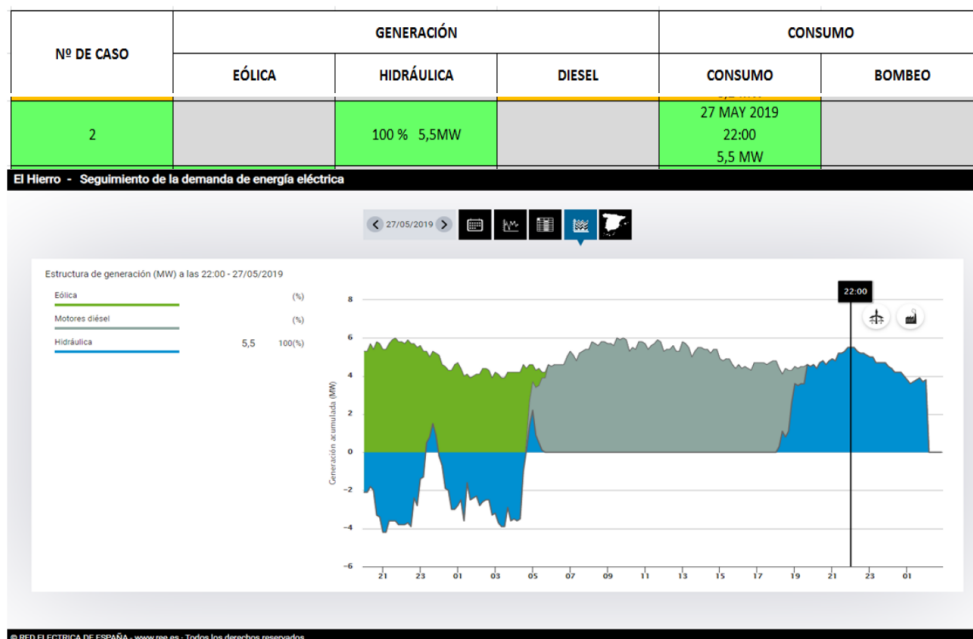 Nº DE CASO
GENERACIÓN
CONSUMO
EÓLICA
HIDRÁULICA
DIESEL
CONSUMO
BOMBEO
2
100 % 5,5MW
27 MAY 2019
22:00
5,5 MW
El Hierro - Seguimiento de la demanda de energía eléctrica
27/05/2019
Estructura de generación (MW) a las 22:00 - 27/05/2019
Eólica (%)
Motores diésel (%)
Hidráulica 5,5 100(%)
22:00
Generación acumulada (MW)
8
6
4
2
0
-2
-4
-6
21 23 01 03 05 07 09 11 13 15 17 19 21 23 01
© RED ELECTRICA DE ESPAÑA - www.ree.es - Todos los derechos reservados